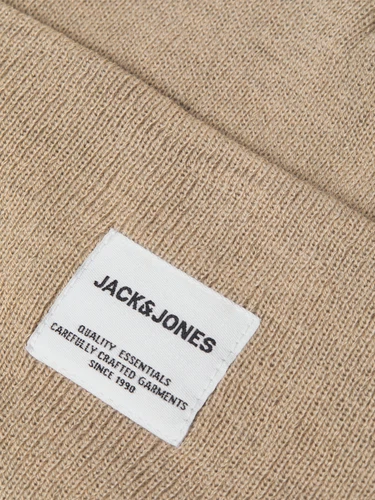 JACK&JONES
QUALITY ESSENTIALS
CAREFULLY CRAFTED GARMENTS
SINCE 1990